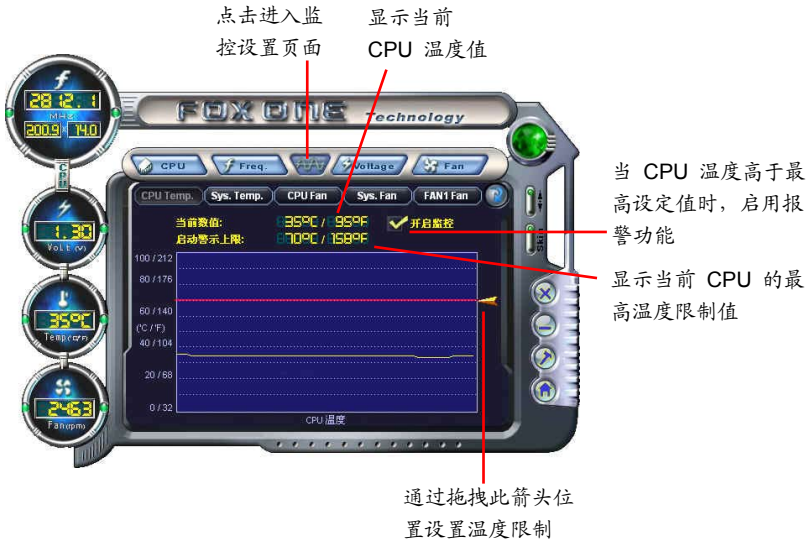 点击进入监
控设置页面
显示当前
CPU 温度值
2812.1
MHZ
200.9 x 14.0
CPU
FOX ONE Technology
CPU Freq. Voltage Fan
CPU Temp. Sys. Temp. CPU Fan Sys. Fan FAN1 Fan ?
当前数值: 35ºC / 95ºF 开启监控
启动警示上限: 70ºC / 158ºF
1.30
Volt (V)
35ºC
Temp(℃/℉)
2463
Fan(rpm)
100 / 212
80 / 176
60 / 140
(℃ / ℉)
40 / 104
20 / 68
0 / 32
CPU 温度
Skin
当 CPU 温度高于最
高设定值时，启用报
警功能
显示当前 CPU 的最
高温度限制值
通过拖拽此箭头位
置设置温度限制